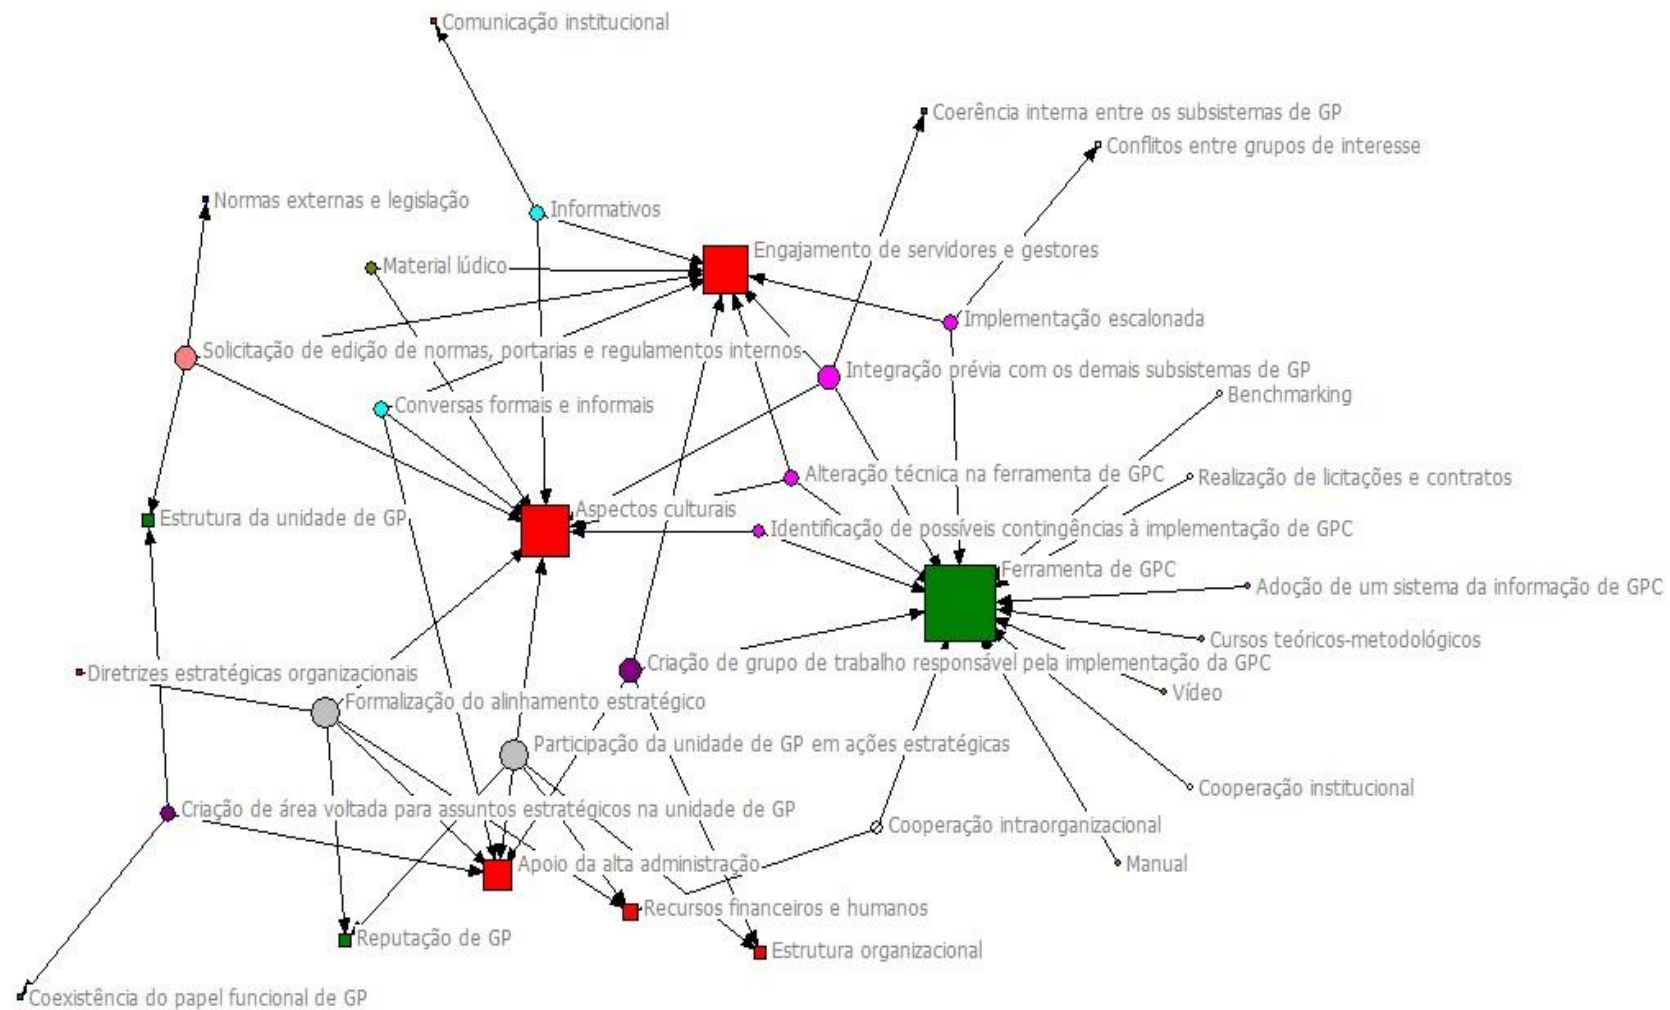 Comunicação institucional
Coerência interna entre os subsistemas de GP
Conflitos entre grupos de interesse
Normas externas e legislação
Informativos
Engajamento de servidores e gestores
Material lúdico
Implementação escalonada
Solicitação de edição de normas, portarias e regulamentos internos
Integração prévia com os demais subsistemas de GP
Benchmarking
Conversas formais e informais
Alteração técnica na ferramenta de GPC
Realização de licitações e contratos
Aspectos culturais
Estrutura da unidade de GP
Identificação de possíveis contingências à implementação de GPC
Ferramenta de GPC
Adoção de um sistema da informação de GPC
Cursos teóricos-metodológicos
Criação de grupo de trabalho responsável pela implementação da GPC
Diretrizes estratégicas organizacionais
Vídeo
Formalização do alinhamento estratégico
Participação da unidade de GP em ações estratégicas
Cooperação institucional
Criação de área voltada para assuntos estratégicos na unidade de GP
Cooperação intraorganizacional
Apoio da alta administração
Manual
Recursos financeiros e humanos
Reputação de GP
Estrutura organizacional
Coexistência do papel funcional de GP